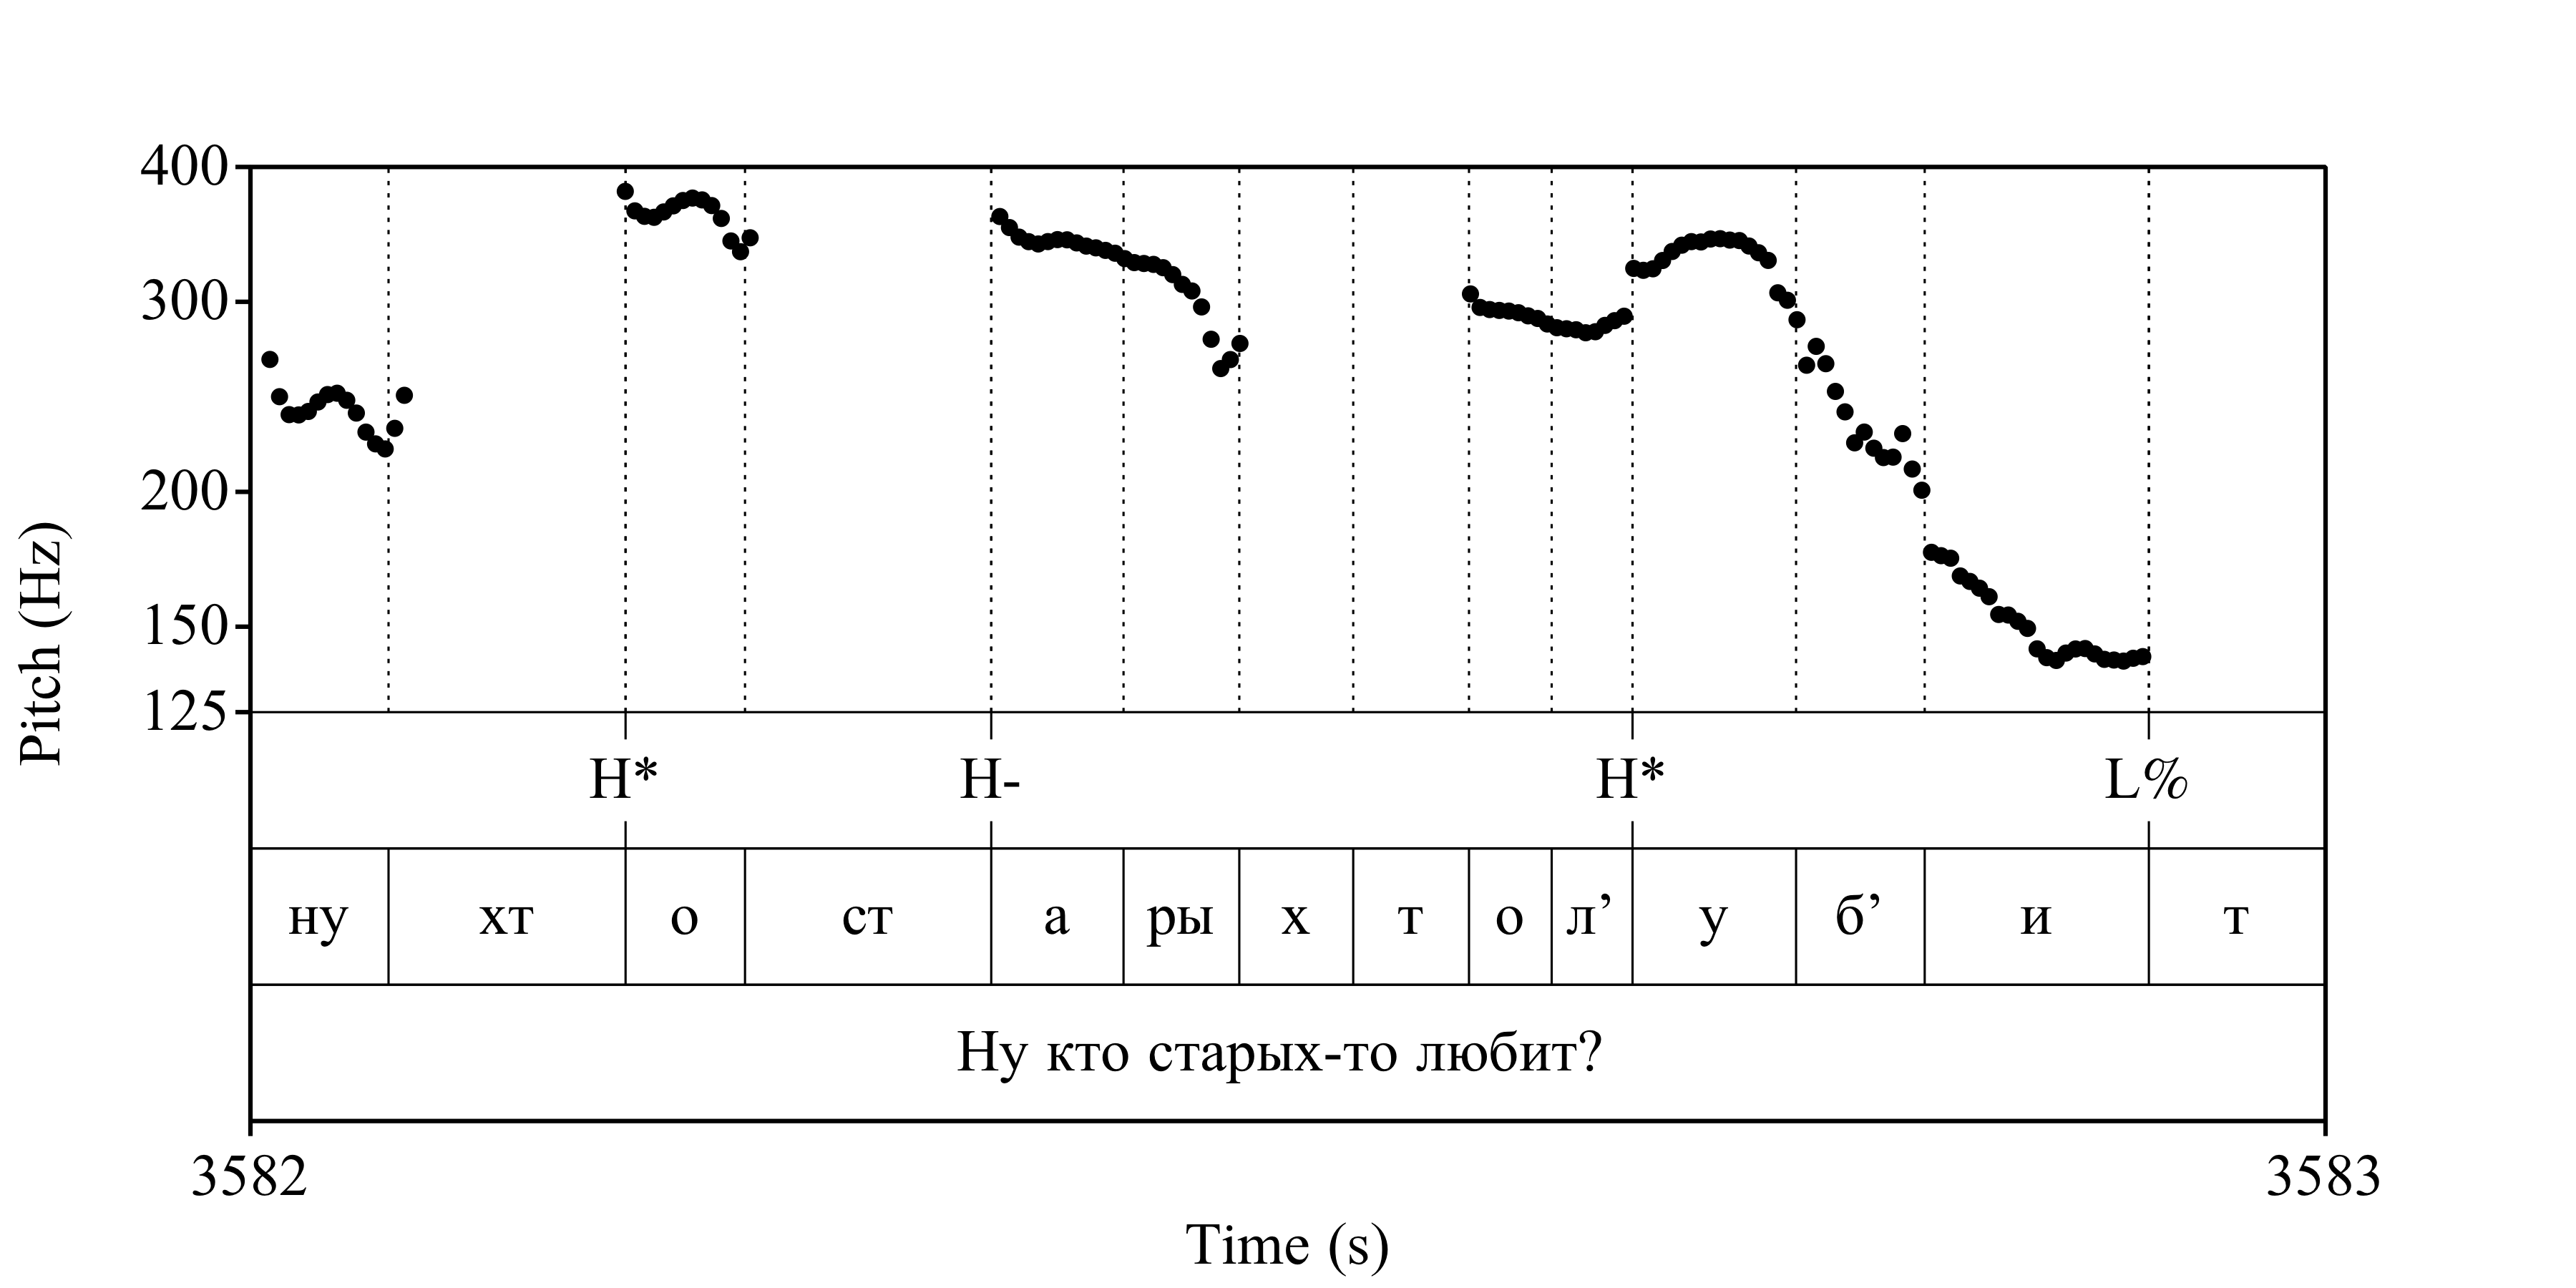 400
300
200
150
125
Pitch (Hz)
H* H- H* L%
ну хт о ст а ры х т о л’ у б’ и т
Ну кто старых-то любит?
3582 3583
Time (s)